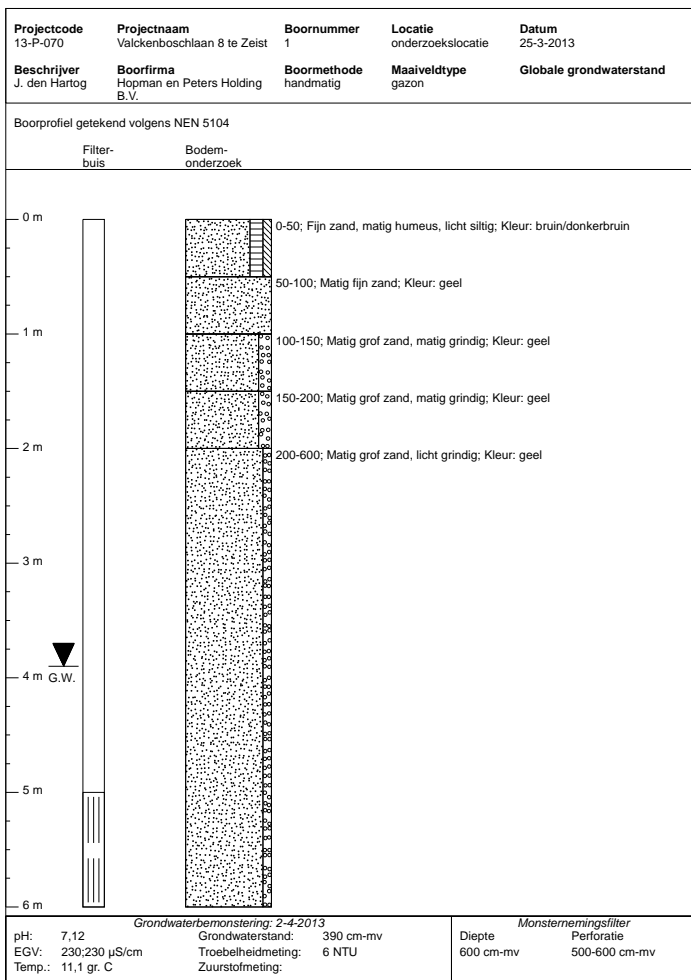 Projectcode Projectnaam Boornummer Locatie Datum
13-P-070 Valckenboschlaan 8 te Zeist 1 onderzoekslocatie 25-3-2013
Beschrijver Boorfirma Boormethode Maaiveldtype Globale grondwaterstand
J. den Hartog Hopman en Peters Holding B.V. handmatig gazon
Boorprofiel getekend volgens NEN 5104
Filter-
buis
Bodem-
onderzoek
0 m
0-50; Fijn zand, matig humeus, licht siltig; Kleur: bruin/donkerbruin
50-100; Matig fijn zand; Kleur: geel
1 m
100-150; Matig grof zand, matig grindig; Kleur: geel
150-200; Matig grof zand, matig grindig; Kleur: geel
2 m
200-600; Matig grof zand, licht grindig; Kleur: geel
3 m
4 m
G.W.
5 m
6 m
Grondwaterbemonstering: 2-4-2013 Monsternemingsfilter
pH: 7,12 Grondwaterstand: 390 cm-mv Diepte Perforatie
EGV: 230;230 µS/cm Troebelheidmeting: 6 NTU 600 cm-mv 500-600 cm-mv
Temp.: 11,1 gr. C Zuurstofmeting: